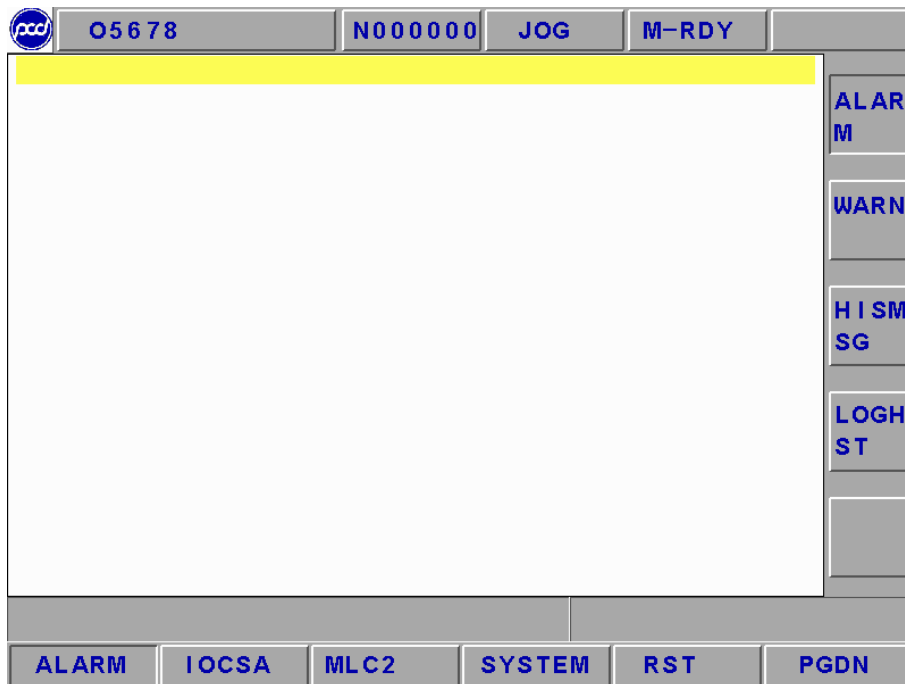 pcd O5678 N000000 JOG M-RDY
ALAR
M
WARN
HISM
SG
LOGH
ST
ALARM IOCSA MLC2 SYSTEM RST PGDN